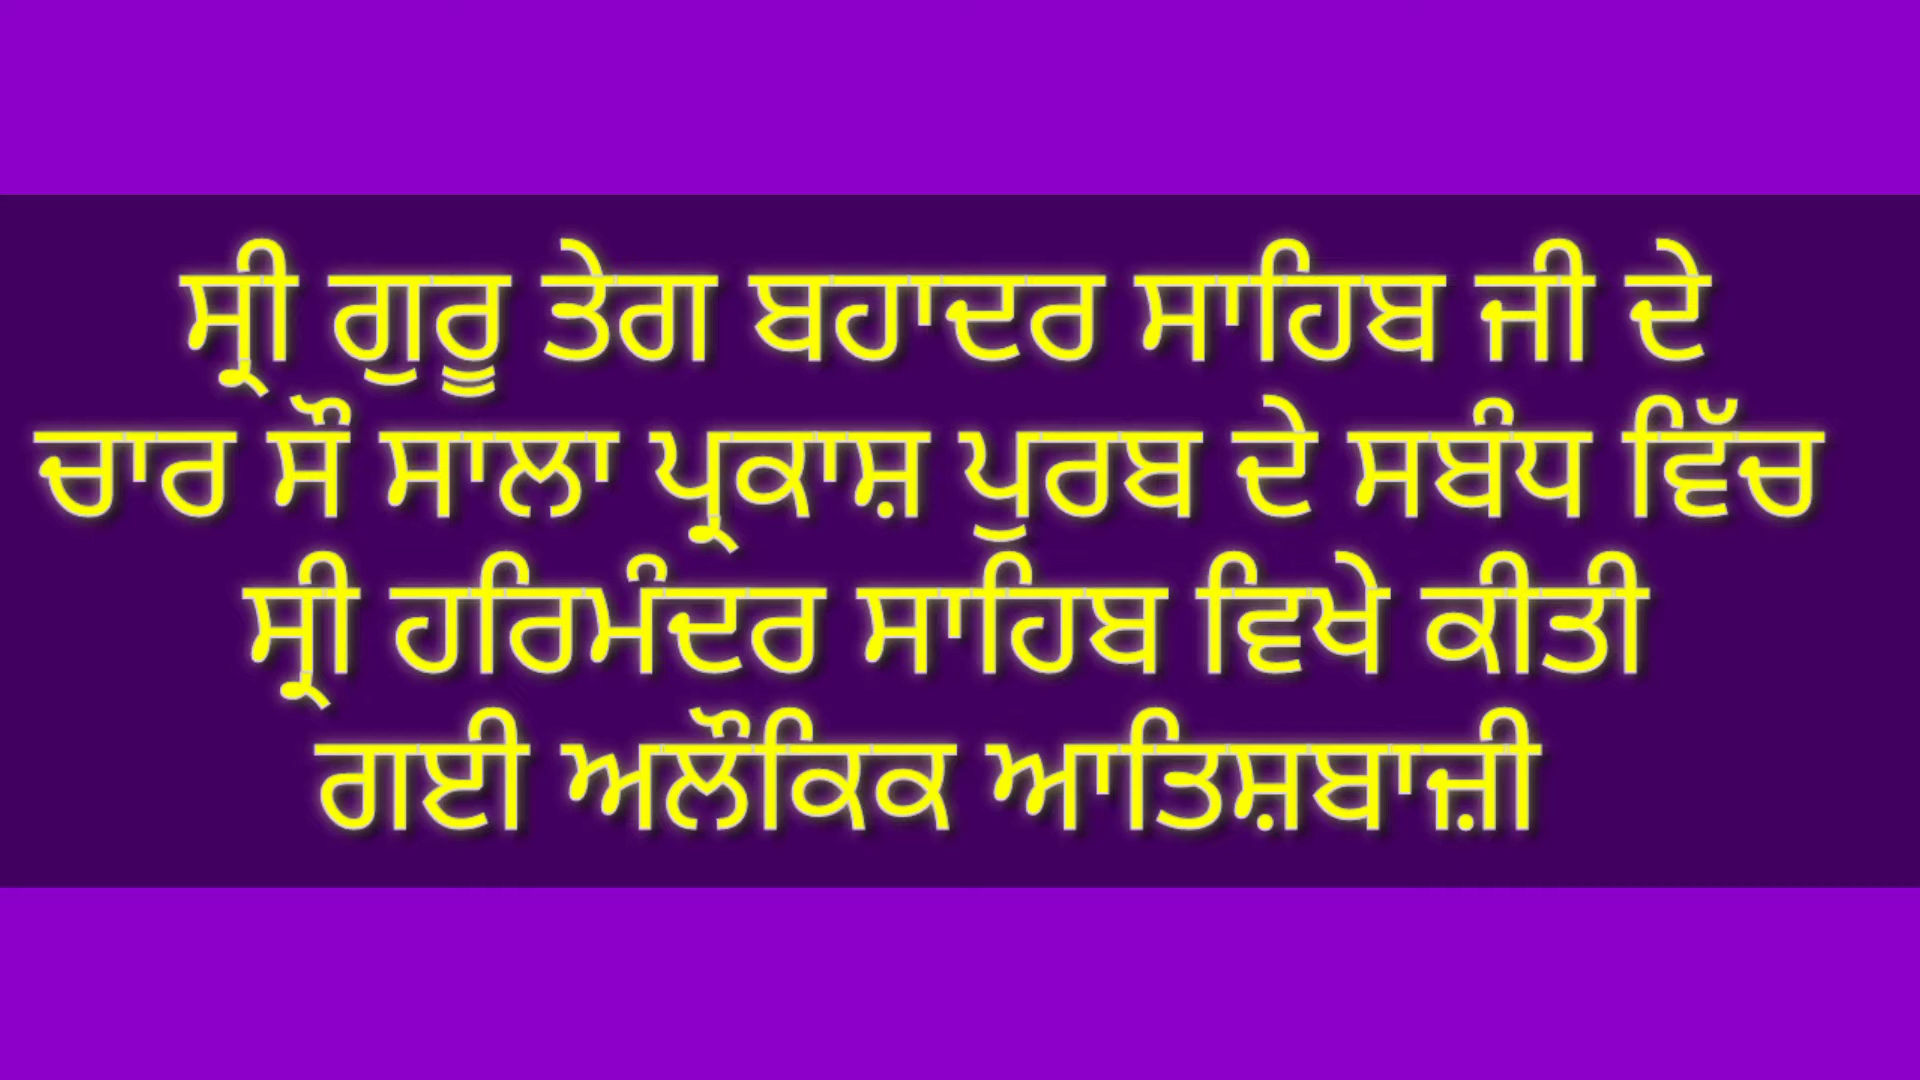 ਸ੍ਰੀ ਗੁਰੂ ਤੇਗ ਬਹਾਦਰ ਸਾਹਿਬ ਜੀ ਦੇ
ਚਾਰ ਸੌ ਸਾਲਾ ਪ੍ਰਕਾਸ਼ ਪੁਰਬ ਦੇ ਸਬੰਧ ਵਿੱਚ
ਸ੍ਰੀ ਹਰਿਮੰਦਰ ਸਾਹਿਬ ਵਿਖੇ ਕੀਤੀ
ਗਈ ਅਲੌਕਿਕ ਆਤਿਸ਼ਬਾਜ਼ੀ